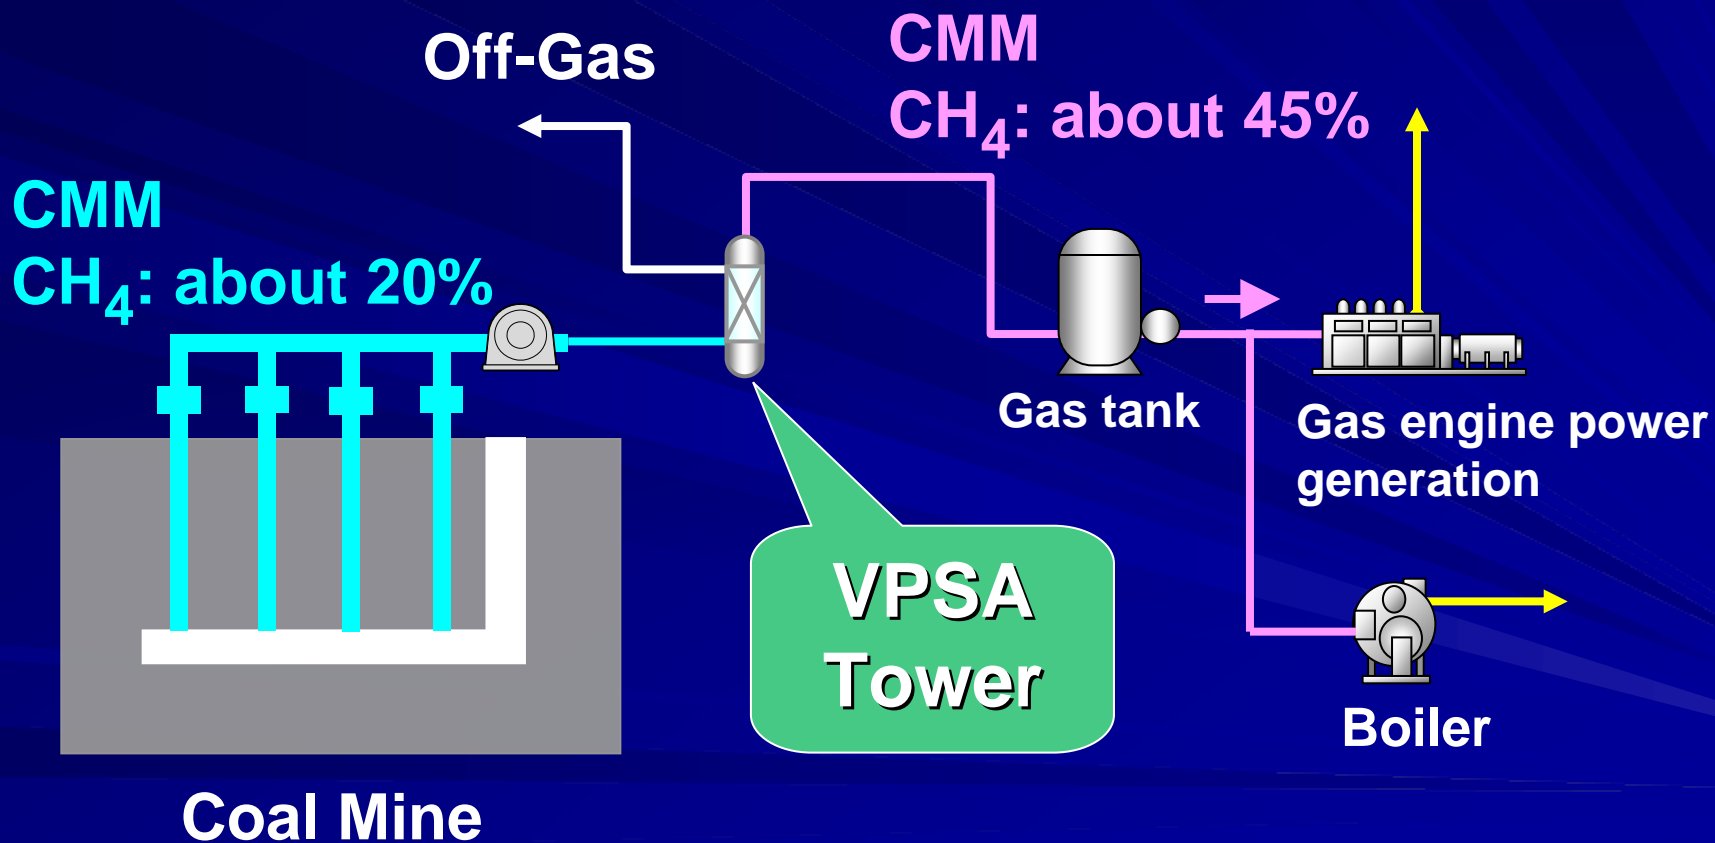 Off-Gas
CMM
CH₄: about 45%
CMM
CH₄: about 20%
Gas tank
Gas engine power
generation
VPSA
Tower
Boiler
Coal Mine